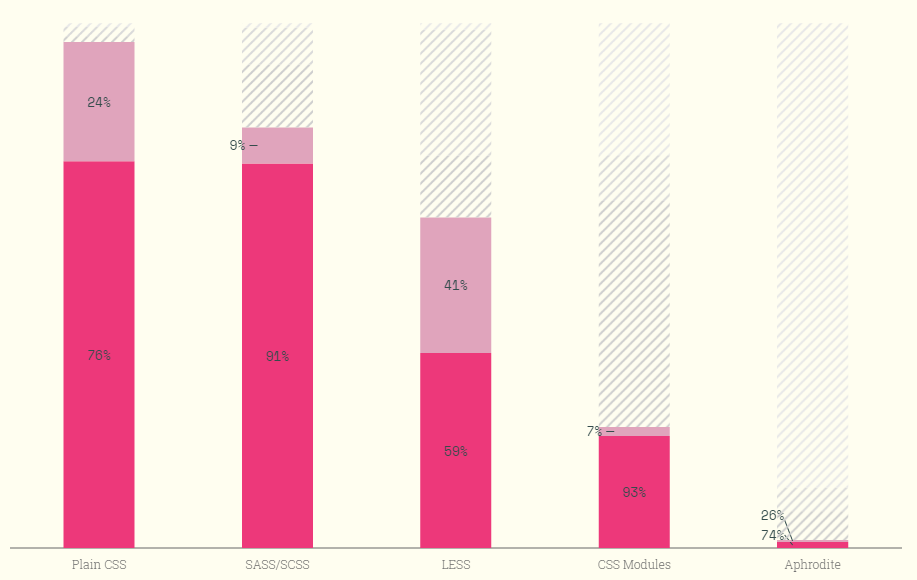 24%
76%
9%
91%
41%
59%
7%
93%
26%
74%
Plain CSS
SASS/SCSS
LESS
CSS Modules
Aphrodite